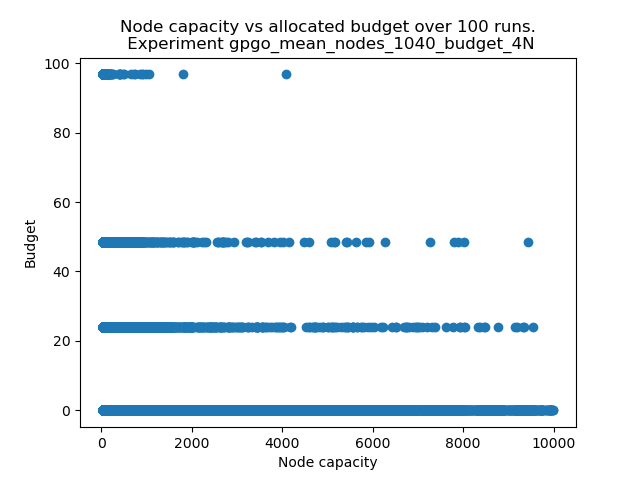 Node capacity vs allocated budget over 100 runs.
Experiment gpgo_mean_nodes_1040_budget_4N
100
80
60
40
20
0
Budget
0 2000 4000 6000 8000 10000
Node capacity